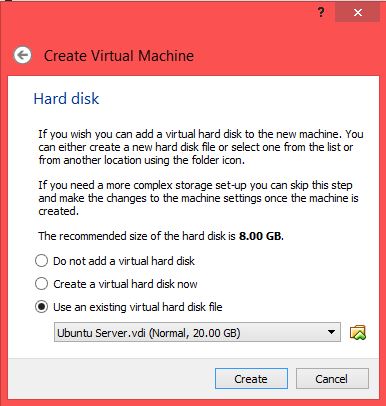 ?
Create Virtual Machine
Hard disk
If you wish you can add a virtual hard disk to the new machine. You
can either create a new hard disk file or select one from the list or
from another location using the folder icon.
If you need a more complex storage set-up you can skip this step
and make the changes to the machine settings once the machine is
created.
The recommended size of the hard disk is 8.00 GB.
Do not add a virtual hard disk
Create a virtual hard disk now
Use an existing virtual hard disk file
Ubuntu Server.vdi (Normal, 20.00 GB)
Create Cancel